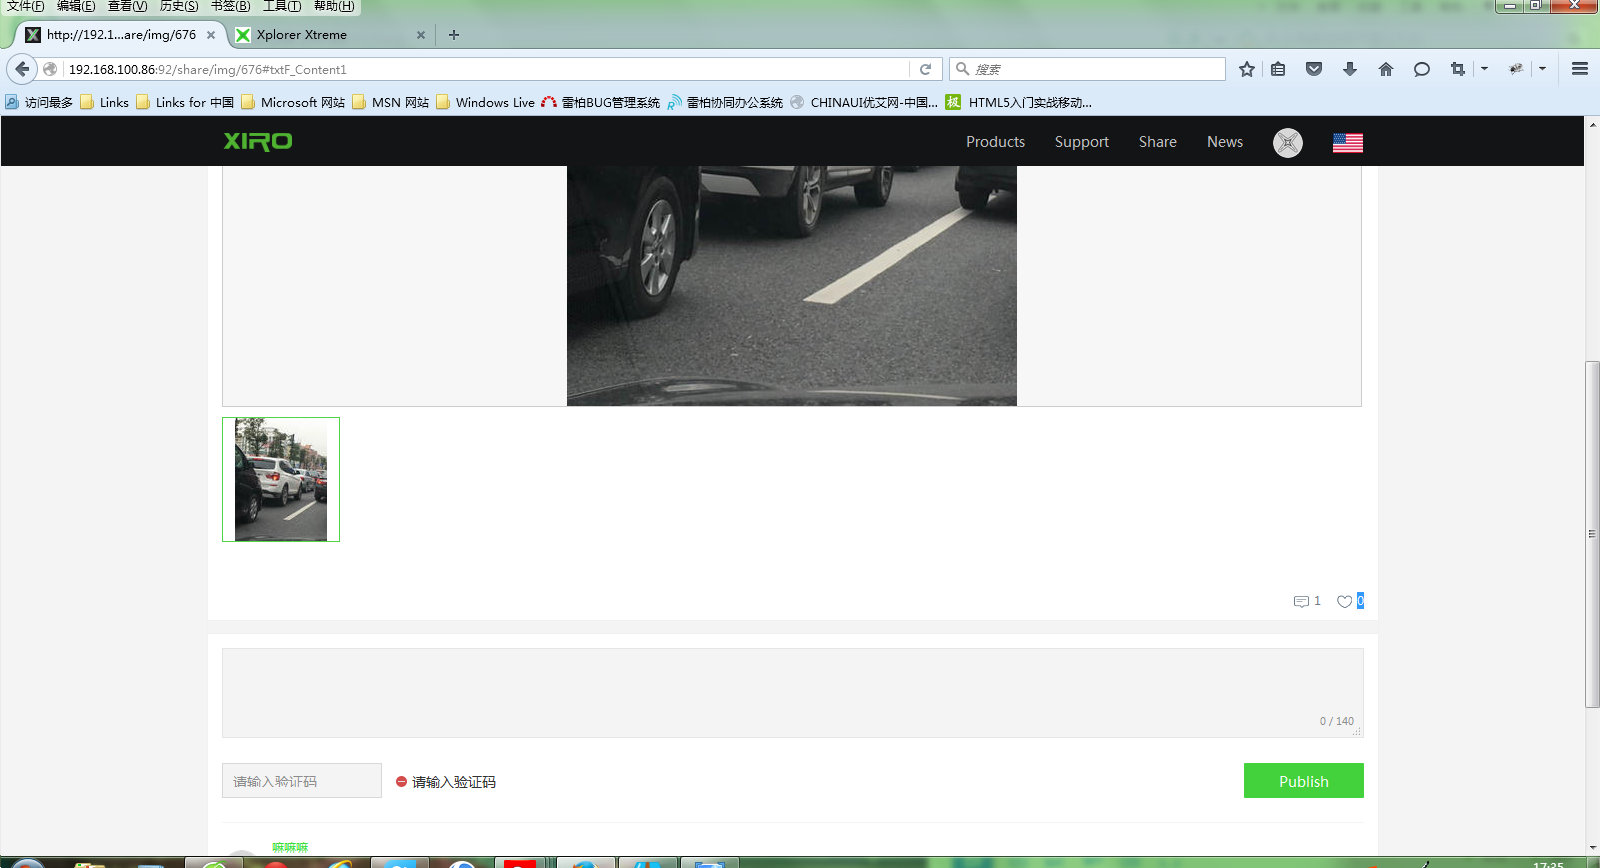 文件(F) 编辑(E) 查看(V) 历史(S) 书签(B) 工具(T) 帮助(H)
http://192.1...are/img/676 Xplorer Xtreme
192.168.100.86:92/share/img/676#txtF_Content1 搜索
访问最多 Links Links for 中国 Microsoft 网站 MSN 网站 Windows Live 雷柏BUG管理系统 雷柏协同办公系统 CHINAUI优艾网-中国... 极 HTML5入门实战移动...
XIRO Products Support Share News
1 0
0 / 140
请输入验证码 请输入验证码 Publish
嘛嘛嘛
17:25